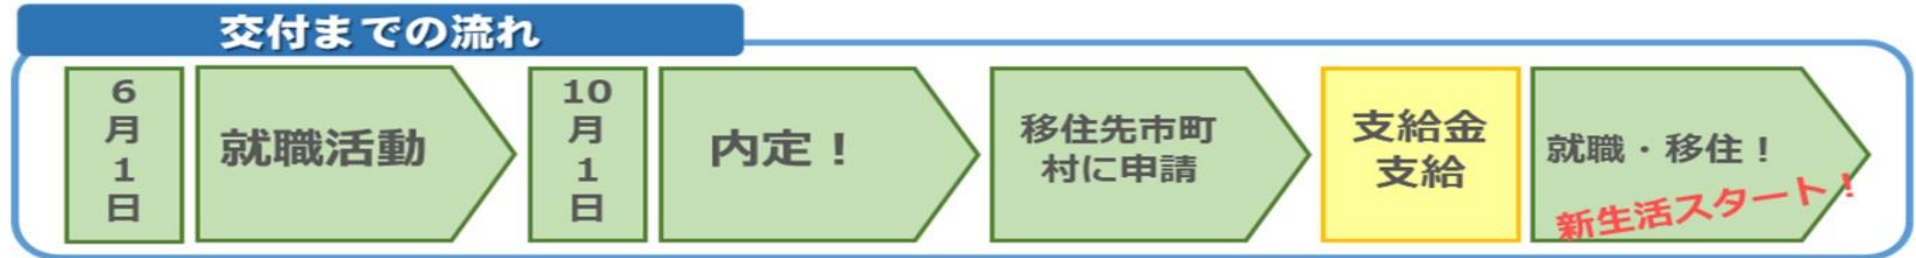 交付までの流れ
6月1日
就職活動
10月1日
内定！
移住先市町
村に申請
支給金
支給
就職・移住！
新生活スタート！